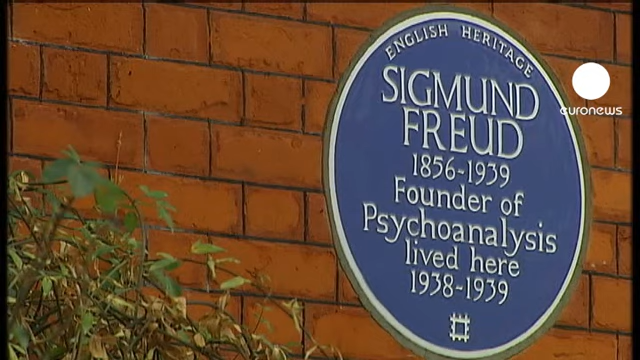 ENGLISH HERITAGE
SIGMUND
FREUD
1856-1939
Founder of
Psychoanalysis
lived here
1938-1939
euronews